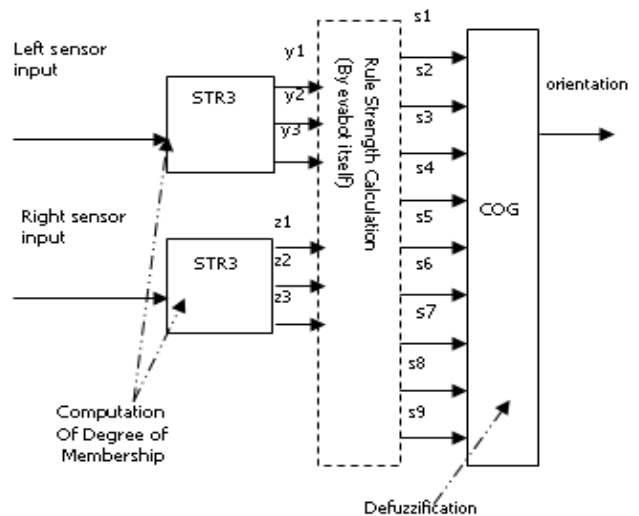 Left sensor
input
STR3
y1
y2
y3
Right sensor
input
STR3
z1
z2
z3
Rule Strength Calculation
(By evabot itself)
s1
s2
s3
s4
s5
s6
s7
s8
s9
COG
orientation
Computation
Of Degree of
Membership
Defuzzification